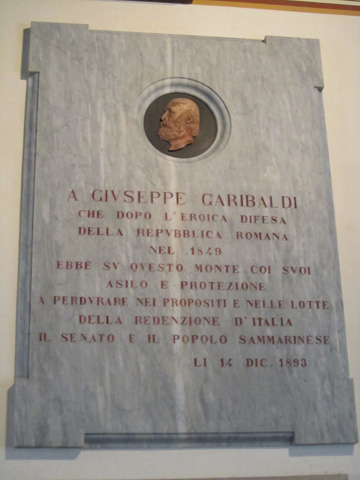 A GIVSEPPE GARIBALDI
CHE DOPO L'EROICA DIFESA
DELLA REPVBBLICA ROMANA
NEL 1849
EBBE SV QVESTO MONTE COI SVOI
ASILO E PROTEZIONE
A PERDVRARE NEI PROPOSITI E NELLE LOTTE
DELLA REDENZIONE D'ITALIA
IL SENATO E IL POPOLO SAMMARINESE
LI 14 DIC. 1893